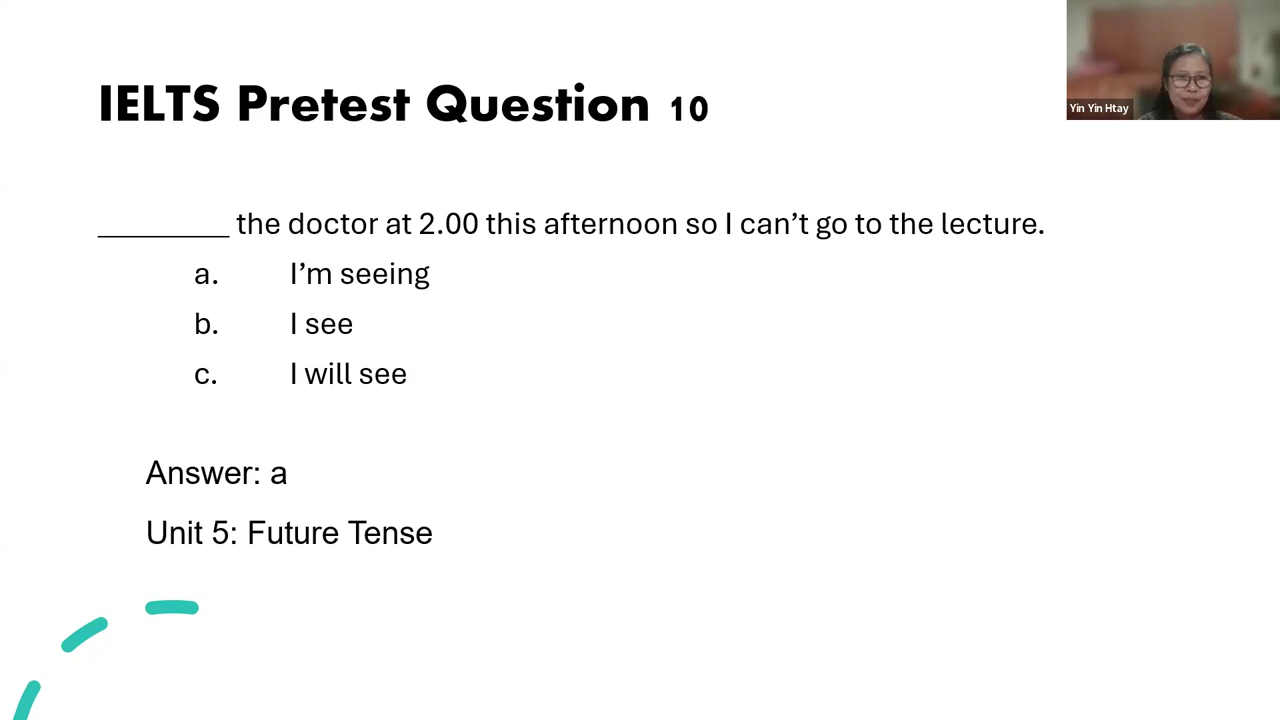 IELTS Pretest Question 10
Yin Yin Htay
_________ the doctor at 2.00 this afternoon so I can’t go to the lecture.
a. I’m seeing
b. I see
c. I will see
Answer: a
Unit 5: Future Tense